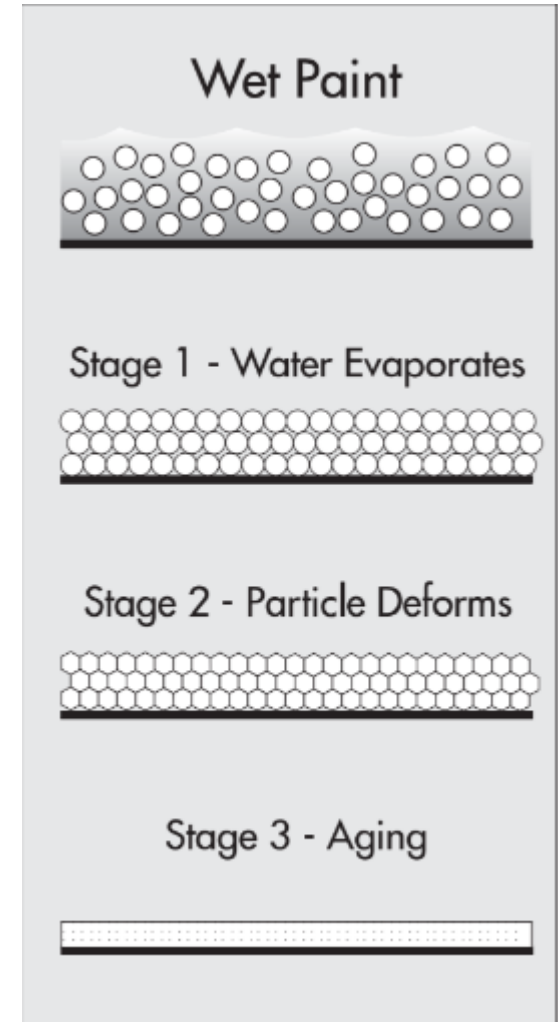 Wet Paint
Stage 1 - Water Evaporates
Stage 2 - Particle Deforms
Stage 3 - Aging